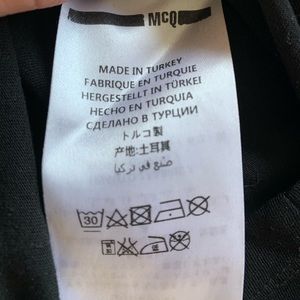 McQ
MADE IN TURKEY
FABRIQUE EN TURQUIE
HERGESTELLT IN TÜRKEI
HECHO EN TURQUIA
СДЕЛАНО В ТУРЦИИ
トルコ製
产地:土耳其
صنع في تركيا
30